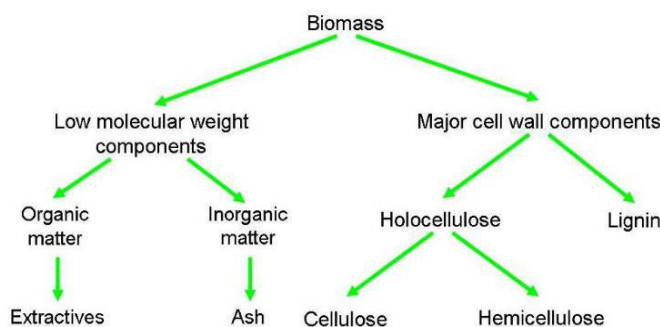 Biomass
Low molecular weight
components
Major cell wall components
Organic
matter
Inorganic
matter
Holocellulose
Lignin
Extractives
Ash
Cellulose
Hemicellulose